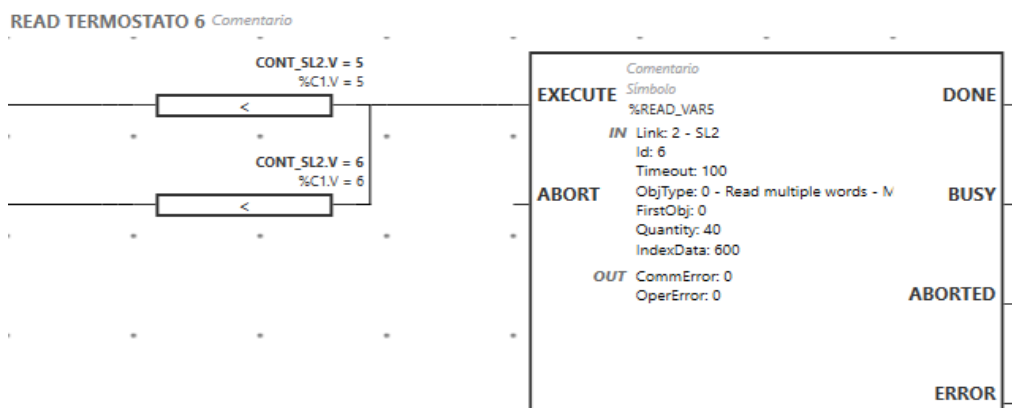 READ TERMOSTATO 6 Comentario
CONT_SL2.V = 5
%C1.V = 5
<
CONT_SL2.V = 6
%C1.V = 6
<
Comentario
EXECUTE Símbolo DONE
%READ_VAR5
IN Link: 2 - SL2
Id: 6
Timeout: 100
ABORT ObjType: 0 - Read multiple words - M BUSY
FirstObj: 0
Quantity: 40
IndexData: 600
OUT CommError: 0
OperError: 0 ABORTED
ERROR